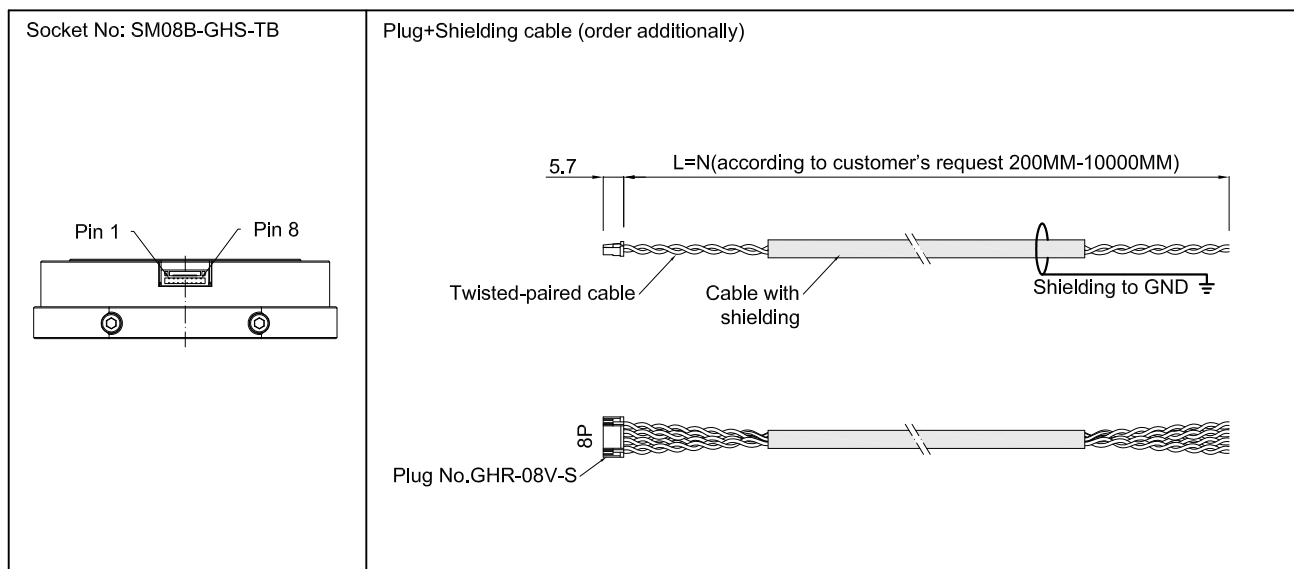 Socket No: SM08B-GHS-TB
Pin 1
Pin 8
Plug+Shielding cable (order additionally)
5.7
L=N(according to customer's request 200MM-10000MM)
Twisted-paired cable
Cable with
shielding
Shielding to GND
8P
Plug No.GHR-08V-S